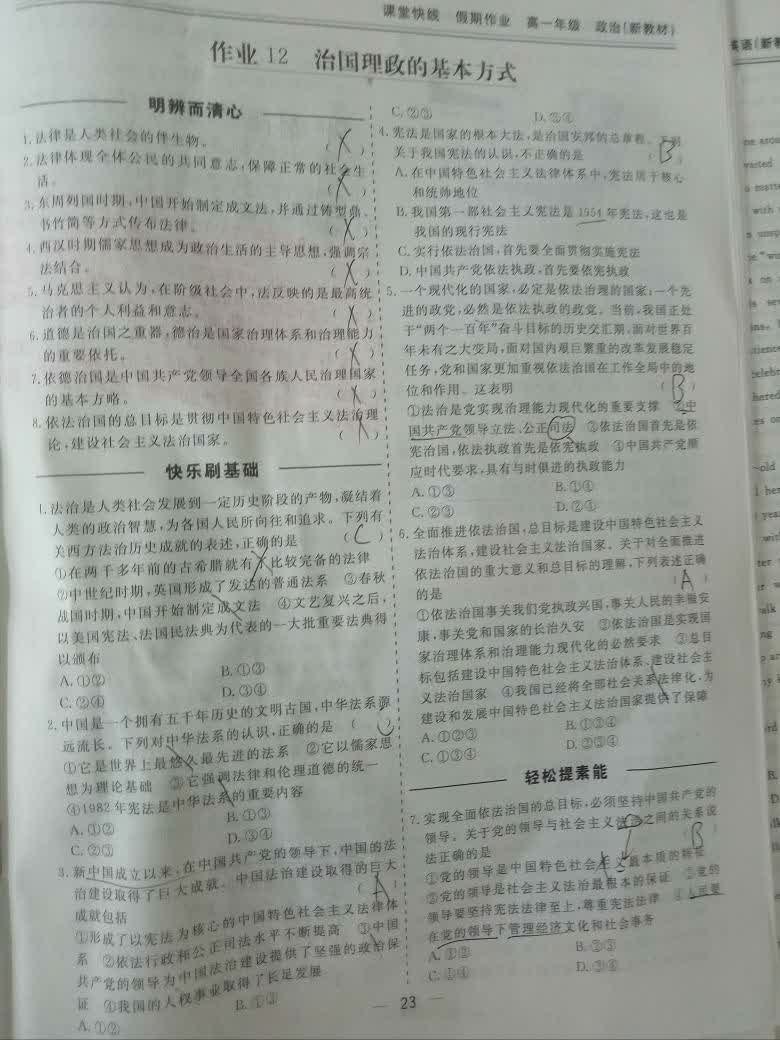 课堂快线 假期作业 高一年级 政治(新教材)
作业12 治国理政的基本方式
明辨而清心
1.法律是人类社会的伴生物。 (X)
2.法律体现全体公民的共同意志,保障正常的社会生
活。 (X)
3.东周列国时期,中国开始制定成文法,并通过铸型鼎、
书竹简等方式传布法律。 (X)
4.西汉时期儒家思想成为政治生活的主导思想,强调宗
法结合。 (X)
5.马克思主义认为,在阶级社会中,法反映的是最高统
治者的个人利益和意志。 (X)
6.道德是治国之重器,德治是国家治理体系和治理能力
的重要依托。 (X)
7.依德治国是中国共产党领导全国各族人民治理国家
的基本方略。 (X)
8.依法治国的总目标是贯彻中国特色社会主义法治理
论,建设社会主义法治国家。 (X)
快乐刷基础
1.法治是人类社会发展到一定历史阶段的产物,凝结着
人类的政治智慧,为各国人民所向往和追求。下列有
关西方法治历史成就的表述,正确的是 (C)
①在两千多年前的古希腊就有了比较完备的法律
②中世纪时期,英国形成了发达的普通法系 ③春秋
战国时期,中国开始制定成文法 ④文艺复兴之后,
以美国宪法、法国民法典为代表的一大批重要法典得
以颁布
A.①② B.①③
C.②④ D.③④
2.中国是一个拥有五千年历史的文明古国,中华法系源
远流长。下列对中华法系的认识,正确的是 (C)
①它是世界上最悠久最先进的法系 ②它以儒家思
想为理论基础 ③它强调法律和伦理道德的统一
④1982年宪法是中华法系的重要内容
A.①② B.①③
C.②③ D.③④
3.新中国成立以来,在中国共产党的领导下,中国的法
治建设取得了巨大成就。中国法治建设取得的巨大
成就包括 (A)
①形成了以宪法为核心的中国特色社会主义法律体
系 ②依法行政和公正司法水平不断提高 ③中国
共产党的领导为中国法治建设提供了坚强的政治保
证 ④我国的人权事业取得了长足发展
A.①② B.①③
C.②③ D.③④
4.宪法是国家的根本大法,是治国安邦的总章程。下列
关于我国宪法的认识,不正确的是 (B)
A.在中国特色社会主义法律体系中,宪法居于核心
和统帅地位
B.我国第一部社会主义宪法是1954年宪法,这也是
我国的现行宪法
C.实行依法治国,首先要全面贯彻实施宪法
D.中国共产党依法执政,首先要依宪执政
5.一个现代化的国家,必定是依法治理的国家;一个先
进的政党,必然是依法执政的政党。当前,我国正处
于“两个一百年”奋斗目标的历史交汇期,面对世界百
年未有之大变局,面对国内艰巨繁重的改革发展稳定
任务,党和国家更加重视依法治国在工作全局中的地
位和作用。这表明 (B)
①法治是党实现治理能力现代化的重要支撑 ②中
国共产党领导立法、公正司法 ③依法治国首先是依
宪治国,依法执政首先是依宪执政 ④中国共产党顺
应时代要求,具有与时俱进的执政能力
A.①③ B.①④
C.②③ D.②④
6.全面推进依法治国,总目标是建设中国特色社会主义
法治体系,建设社会主义法治国家。关于对全面推进
依法治国的重大意义和总目标的理解,下列表述正确
的是 (A)
①依法治国事关我们党执政兴国,事关人民的幸福安
康,事关党和国家的长治久安 ②依法治国是实现国
家治理体系和治理能力现代化的必然要求 ③总目
标包括建设中国特色社会主义法治体系、建设社会主
义法治国家 ④我国已经将全部社会关系法律化,为
建设和发展中国特色社会主义法治国家提供了保障
A.①②③ B.①②④
C.①③④ D.②③④
轻松提素能
7.实现全面依法治国的总目标,必须坚持中国共产党的
领导。关于党的领导与社会主义法治之间的关系说
法正确的是 (B)
①党的领导是中国特色社会主义最本质的特征
②党的领导是社会主义法治最根本的保证 ③党的
领导要坚持宪法法律至上,尊重宪法法律 ④人民要
在党的领导下管理经济文化和社会事务
A.①② B.②③
C.①④ D.③④
23